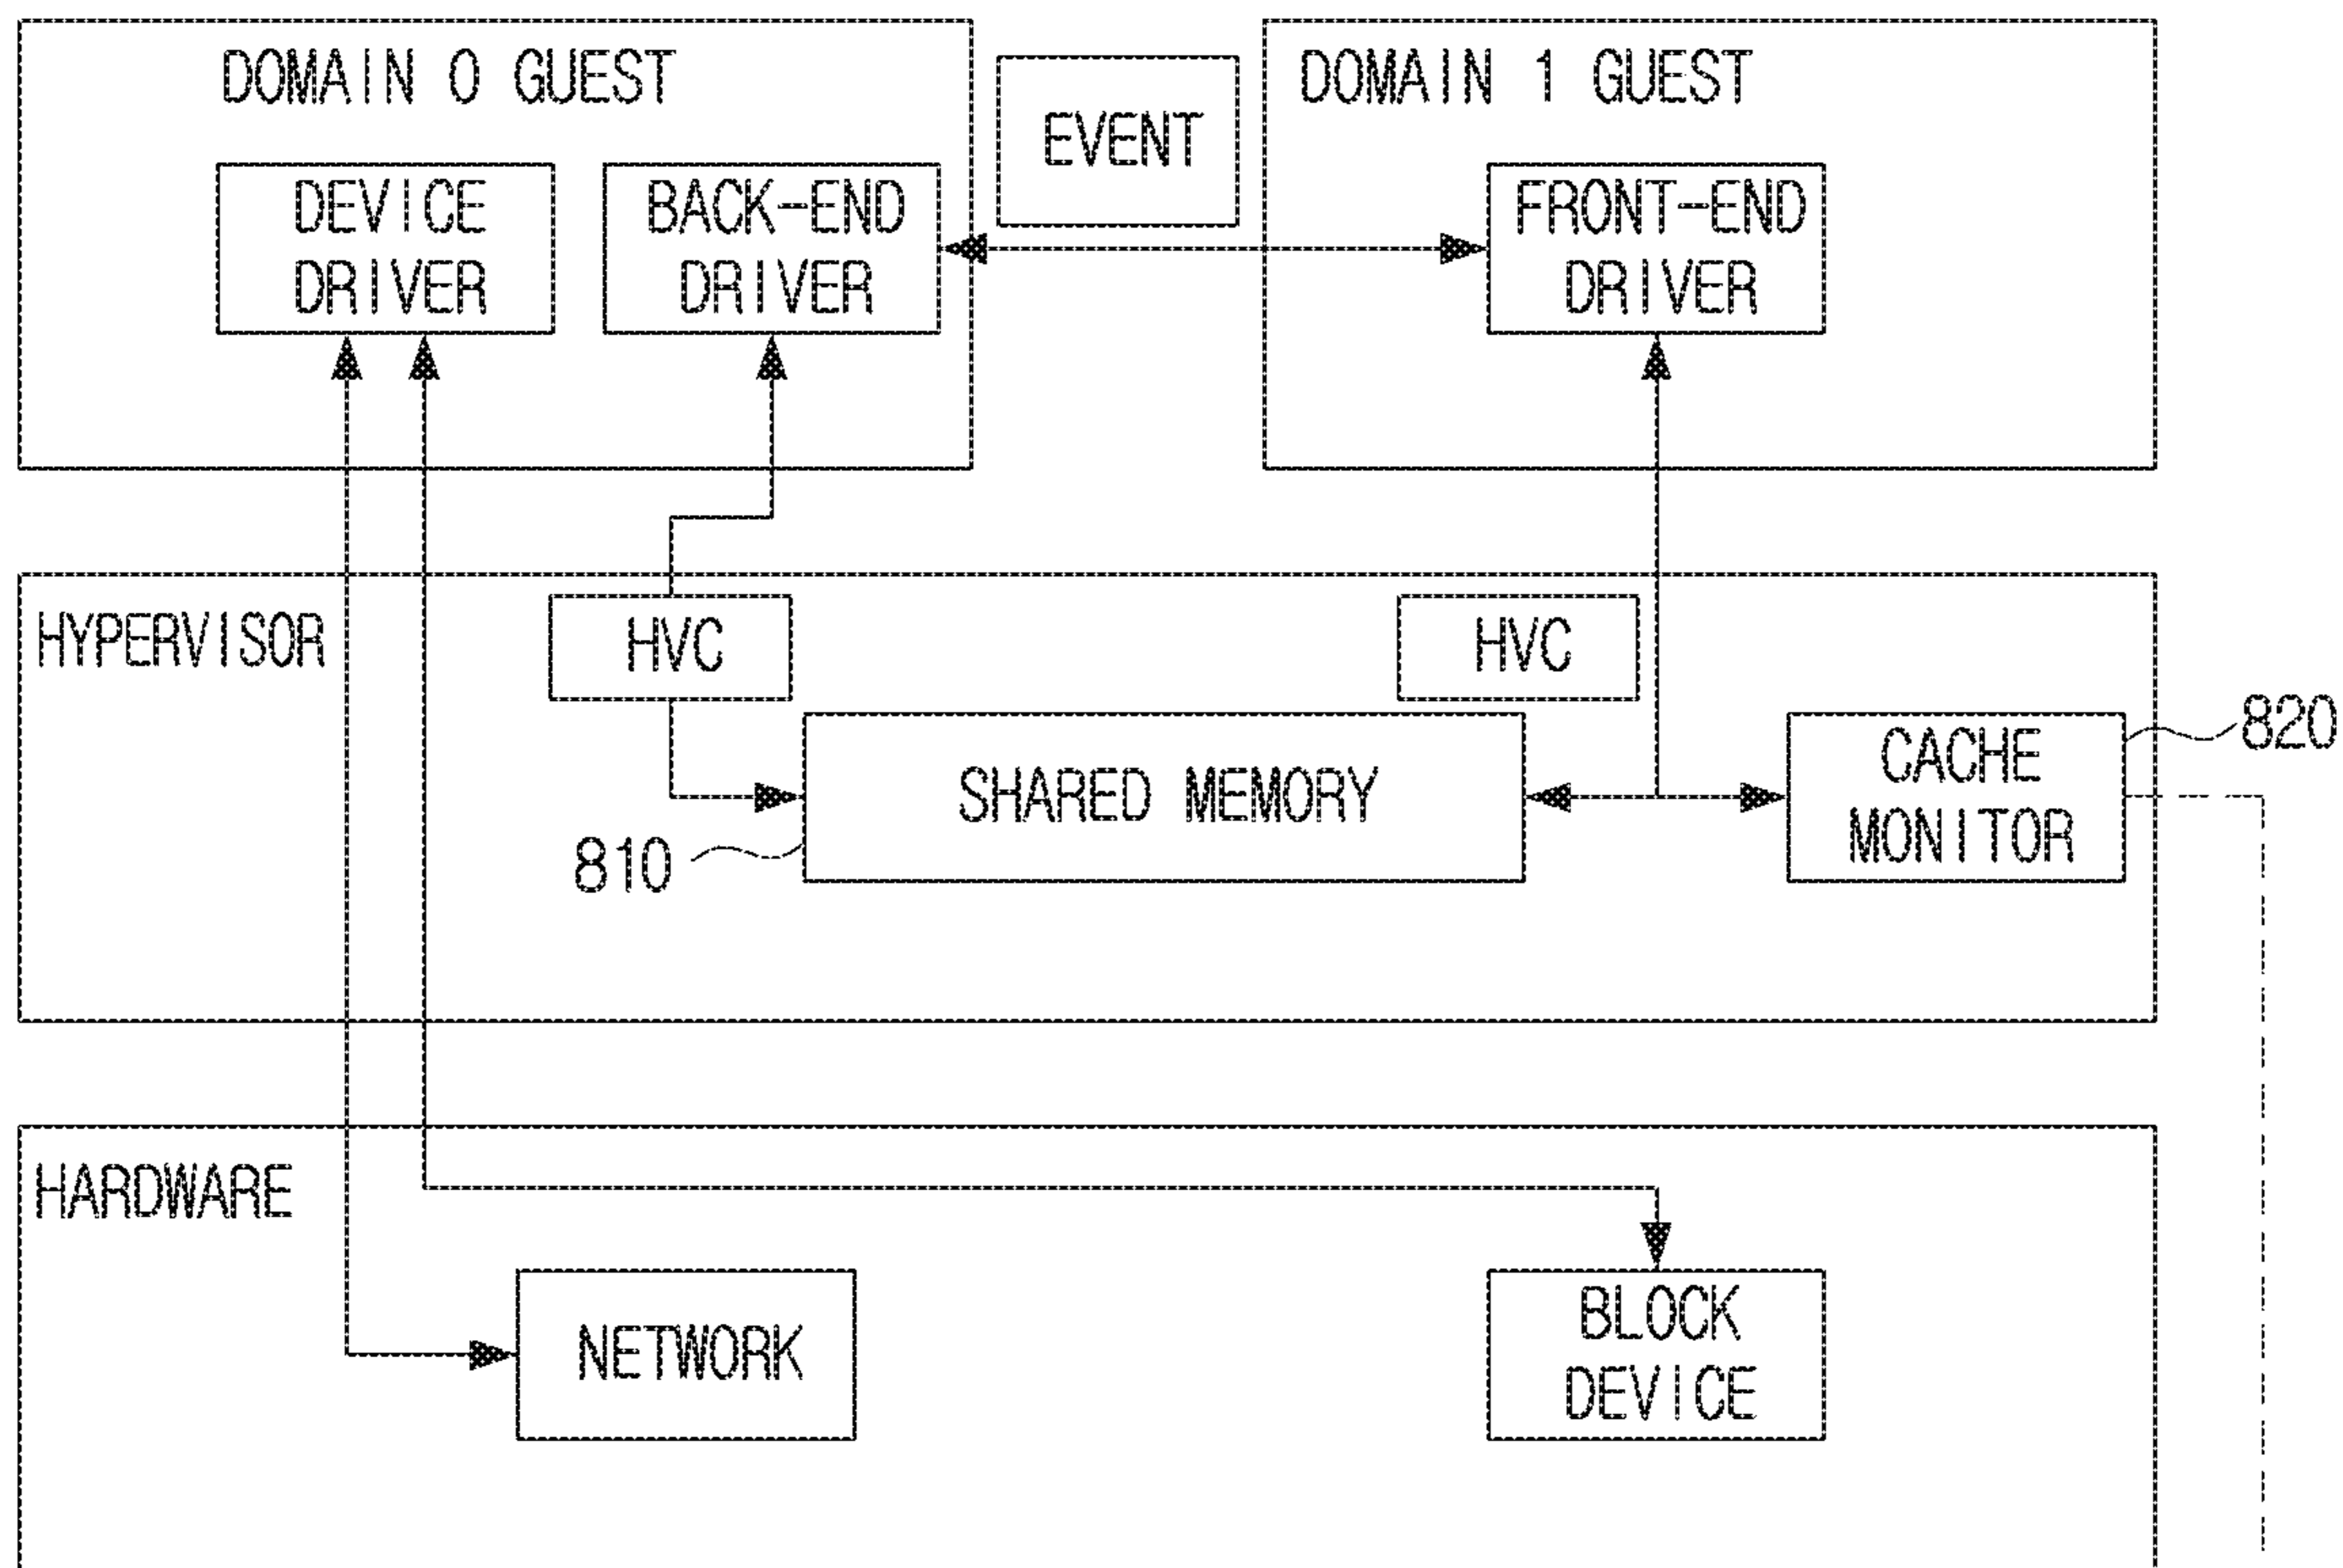 DOMAIN 0 GUEST
DEVICE
DRIVER
BACK-END
DRIVER
EVENT
DOMAIN 1 GUEST
FRONT-END
DRIVER
HYPERVISOR
HVC
HVC
SHARED MEMORY
810
CACHE
MONITOR
820
HARDWARE
NETWORK
BLOCK
DEVICE